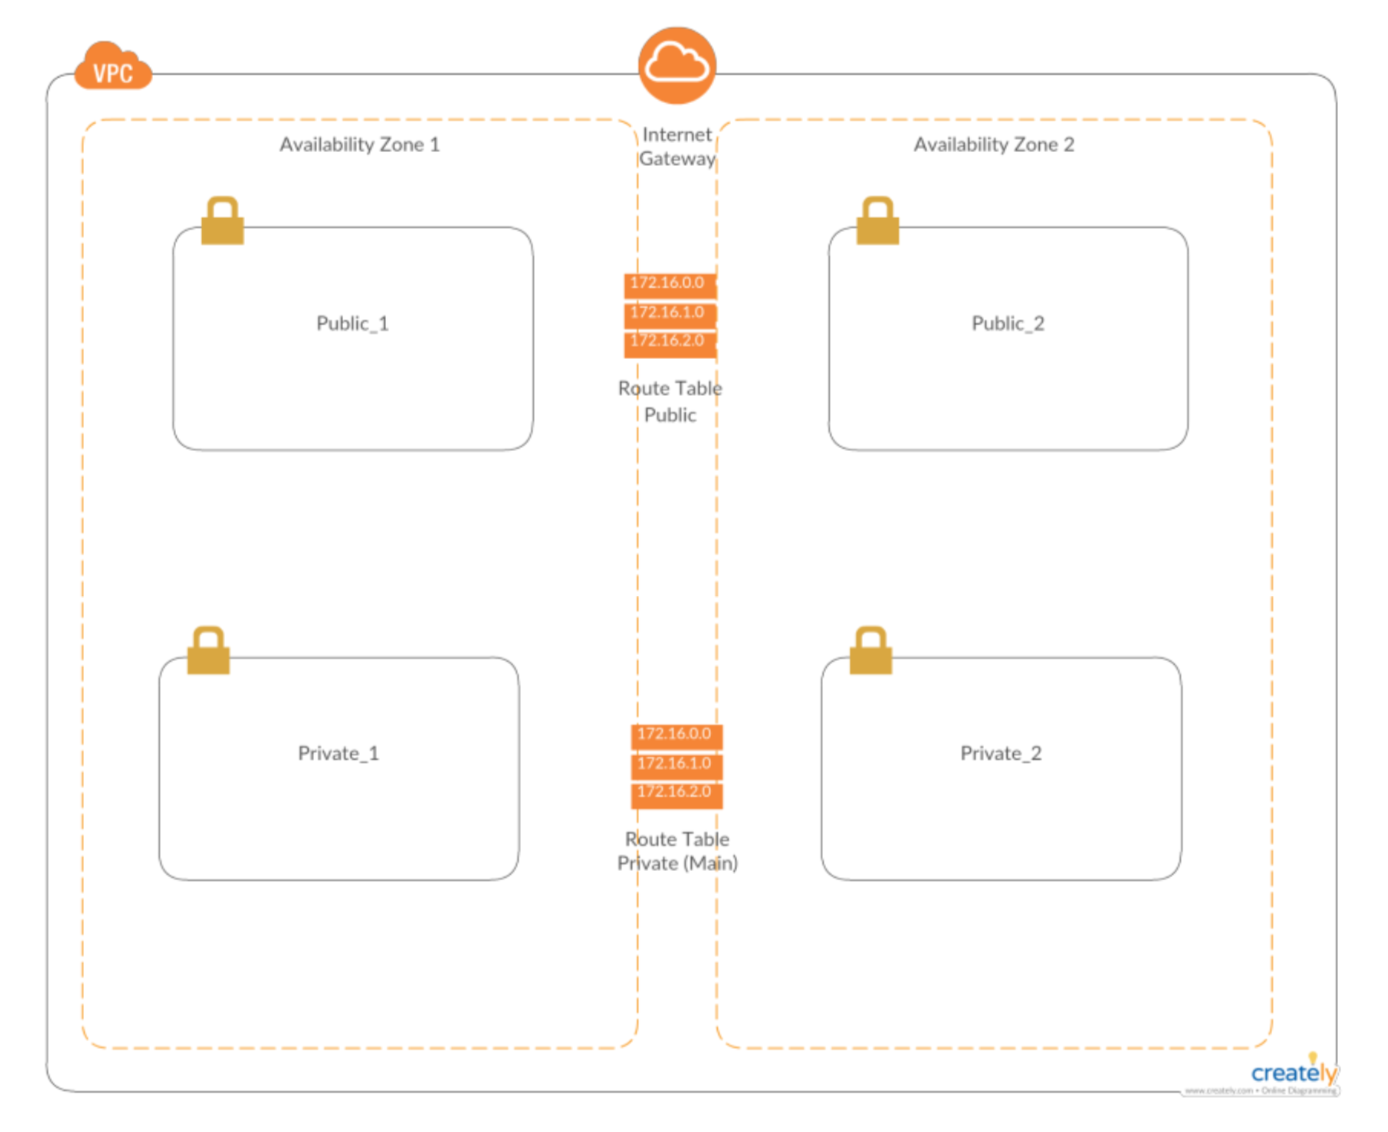 VPC
Internet
Gateway
Availability Zone 1
Availability Zone 2
172.16.0.0
172.16.1.0
172.16.2.0
Public_1
Public_2
Route Table
Public
172.16.0.0
172.16.1.0
172.16.2.0
Private_1
Private_2
Route Table
Private (Main)
creately
www.creately.com • Online Diagramming